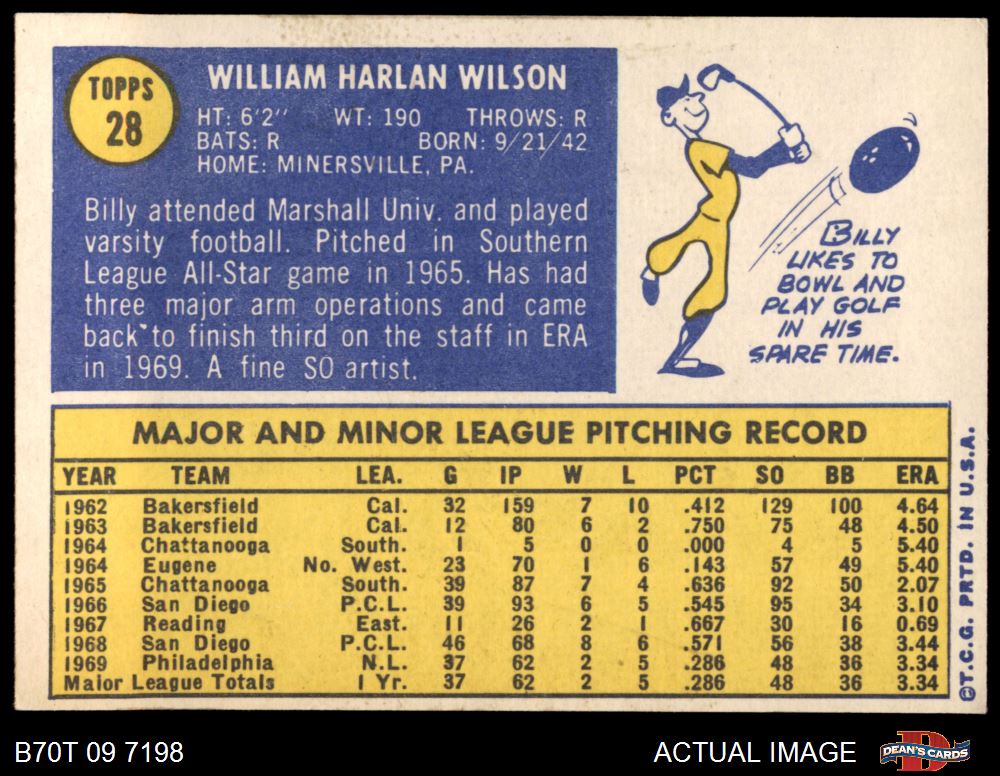 TOPPS
28
WILLIAM HARLAN WILSON
HT: 6'2" WT: 190 THROWS: R
BATS: R BORN: 9/21/42
HOME: MINERSVILLE, PA.
Billy attended Marshall Univ. and played
varsity football. Pitched in Southern
League All-Star game in 1965. Has had
three major arm operations and came
back to finish third on the staff in ERA
in 1969. A fine SO artist.
BILLY
LIKES TO
BOWL AND
PLAY GOLF
IN HIS
SPARE TIME.
MAJOR AND MINOR LEAGUE PITCHING RECORD
YEAR TEAM LEA. G IP W L PCT SO BB ERA
1962 Bakersfield Cal. 32 159 7 10 .412 129 100 4.64
1963 Bakersfield Cal. 12 80 6 2 .750 75 48 4.50
1964 Chattanooga South. 1 5 0 0 .000 4 5 5.40
1964 Eugene No. West. 23 70 1 6 .143 57 49 5.40
1965 Chattanooga South. 39 87 7 4 .636 92 50 2.07
1966 San Diego P.C.L. 39 93 6 5 .545 95 34 3.10
1967 Reading East. 11 26 2 1 .667 30 16 0.69
1968 San Diego P.C.L. 46 68 8 6 .571 56 38 3.44
1969 Philadelphia N.L. 37 62 2 5 .286 48 36 3.34
Major League Totals 1 Yr. 37 62 2 5 .286 48 36 3.34
©T.C.G. PRTD. IN U.S.A.
B70T 09 7198
ACTUAL IMAGE
D
DEAN'S CARDS